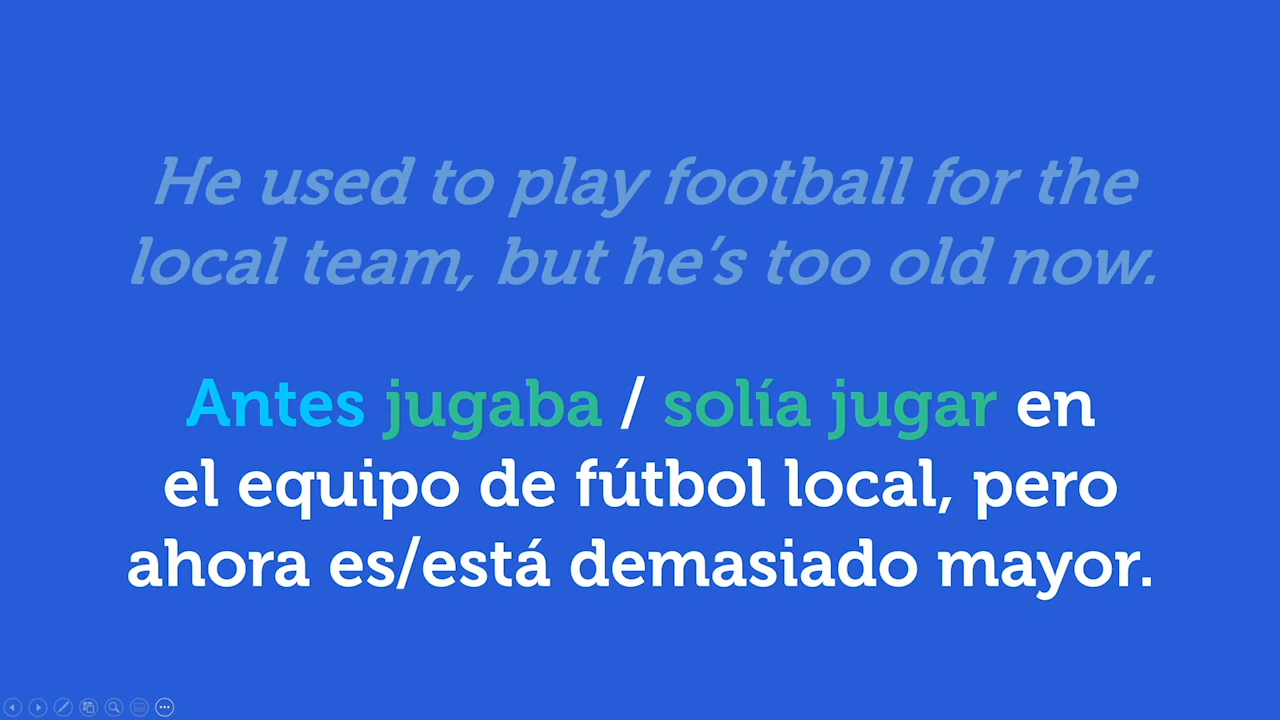 He used to play football for the
local team, but he’s too old now.
Antes jugaba / solía jugar en
el equipo de fútbol local, pero
ahora es/está demasiado mayor.